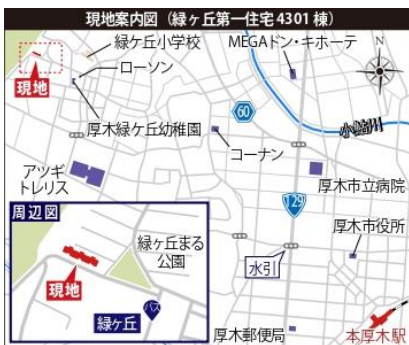 現地案内図（緑ヶ丘第一住宅4301棟）
緑ヶ丘小学校
MEGAドン・キホーテ
N
ローソン
現地
厚木緑ケ丘幼稚園
60
小鮎川
コーナン
アツギ
トレリス
厚木市立病院
129
周辺図
緑ヶ丘まる
公園
厚木市役所
現地
水引
バス
緑ヶ丘
厚木郵便局
本厚木駅